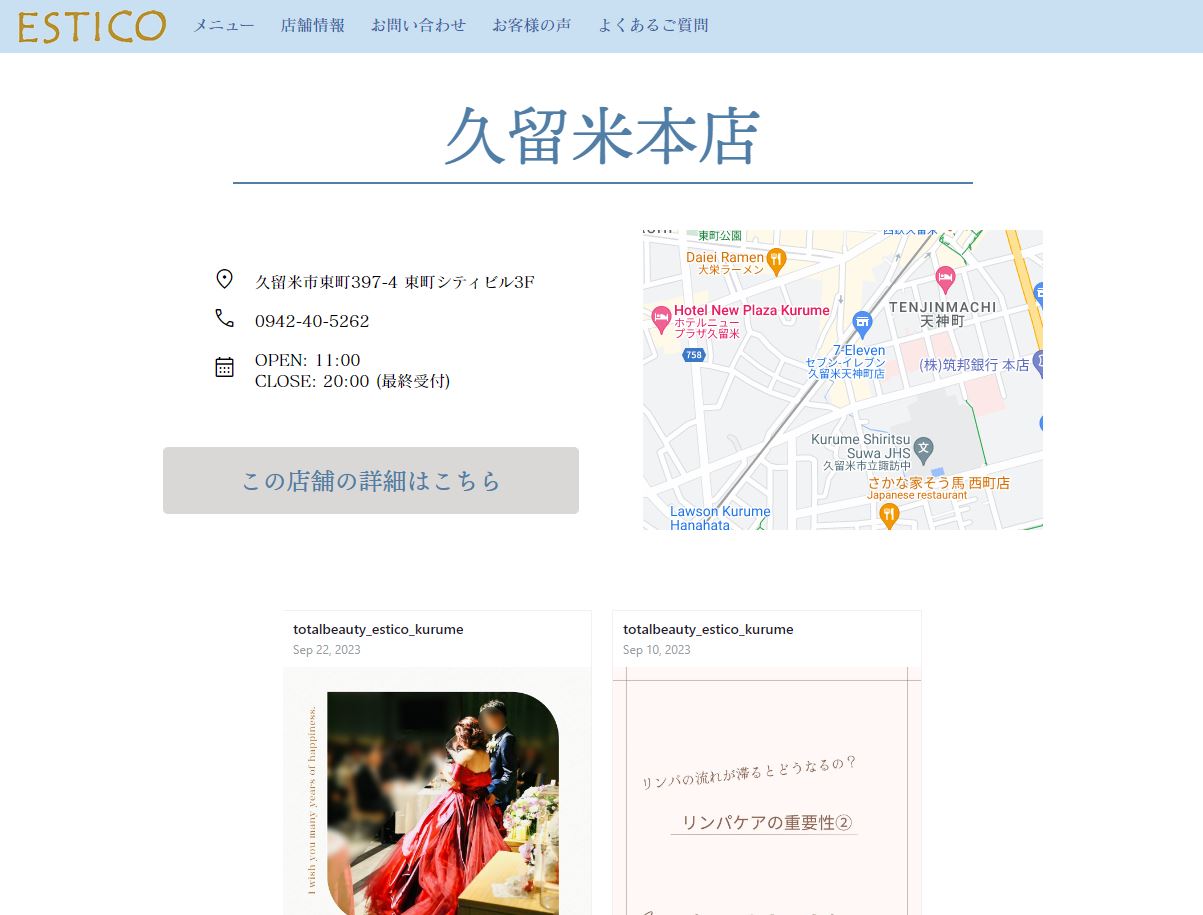 ESTICO
メニュー 店舗情報 お問い合わせ お客様の声 よくあるご質問
久留米本店
久留米市東町397-4 東町シティビル3F
0942-40-5262
OPEN: 11:00
CLOSE: 20:00 (最終受付)
この店舗の詳細はこちら
東町公園
西鉄久留米
Daiei Ramen
大栄ラーメン
Hotel New Plaza Kurume
ホテルニュー
プラザ久留米
TENJINMACHI
天神町
758
7-Eleven
セブン-イレブン
久留米天神町店
(株)筑邦銀行 本店
Kurume Shiritsu
Suwa JHS
久留米市立諏訪中
文
さかな家そう馬 西町店
Japanese restaurant
Lawson Kurume
Hanahata
totalbeauty_estico_kurume
Sep 22, 2023
I wish you many years of happiness.
totalbeauty_estico_kurume
Sep 10, 2023
リンパの流れが滞るとどうなるの？
リンパケアの重要性②